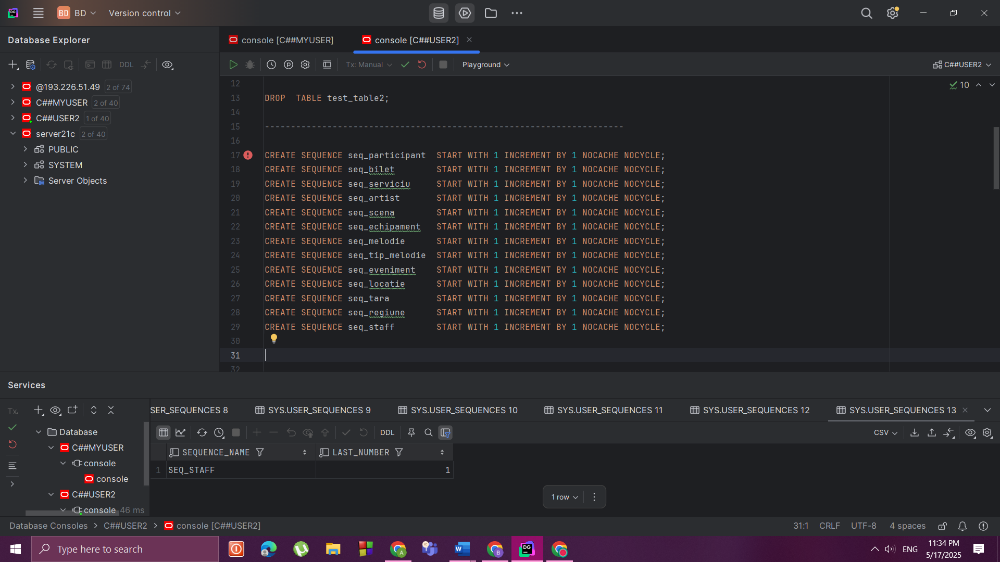 BD BD Version control
Database Explorer
console [C##MYUSER] console [C##USER2]
DDL
Tx: Manual Playground C##USER2
@193.226.51.49 2 of 74
C##MYUSER 2 of 40
C##USER2 1 of 40
server21c 2 of 40
PUBLIC
SYSTEM
Server Objects
10
12
13 DROP  TABLE test_table2;
14
15 ---------------------------------------------------------------------
16
17 CREATE SEQUENCE seq_participant  START WITH 1 INCREMENT BY 1 NOCACHE NOCYCLE;
18 CREATE SEQUENCE seq_bilet        START WITH 1 INCREMENT BY 1 NOCACHE NOCYCLE;
19 CREATE SEQUENCE seq_serviciu     START WITH 1 INCREMENT BY 1 NOCACHE NOCYCLE;
20 CREATE SEQUENCE seq_artist       START WITH 1 INCREMENT BY 1 NOCACHE NOCYCLE;
21 CREATE SEQUENCE seq_scena        START WITH 1 INCREMENT BY 1 NOCACHE NOCYCLE;
22 CREATE SEQUENCE seq_echipament   START WITH 1 INCREMENT BY 1 NOCACHE NOCYCLE;
23 CREATE SEQUENCE seq_melodie      START WITH 1 INCREMENT BY 1 NOCACHE NOCYCLE;
24 CREATE SEQUENCE seq_tip_melodie  START WITH 1 INCREMENT BY 1 NOCACHE NOCYCLE;
25 CREATE SEQUENCE seq_eveniment    START WITH 1 INCREMENT BY 1 NOCACHE NOCYCLE;
26 CREATE SEQUENCE seq_locatie      START WITH 1 INCREMENT BY 1 NOCACHE NOCYCLE;
27 CREATE SEQUENCE seq_tara         START WITH 1 INCREMENT BY 1 NOCACHE NOCYCLE;
28 CREATE SEQUENCE seq_regiune      START WITH 1 INCREMENT BY 1 NOCACHE NOCYCLE;
29 CREATE SEQUENCE seq_staff        START WITH 1 INCREMENT BY 1 NOCACHE NOCYCLE;
30
31
32
Services
Tx
SER_SEQUENCES 8 SYS.USER_SEQUENCES 9 SYS.USER_SEQUENCES 10 SYS.USER_SEQUENCES 11 SYS.USER_SEQUENCES 12 SYS.USER_SEQUENCES 13
Database
C##MYUSER
console
console
C##USER2
console 46 ms
DDL CSV
SEQUENCE_NAME LAST_NUMBER
1 SEQ_STAFF 1
1 row
Database Consoles > C##USER2 > console [C##USER2] 31:1 CRLF UTF-8 4 spaces
Type here to search
ENG
11:34 PM
5/17/2025